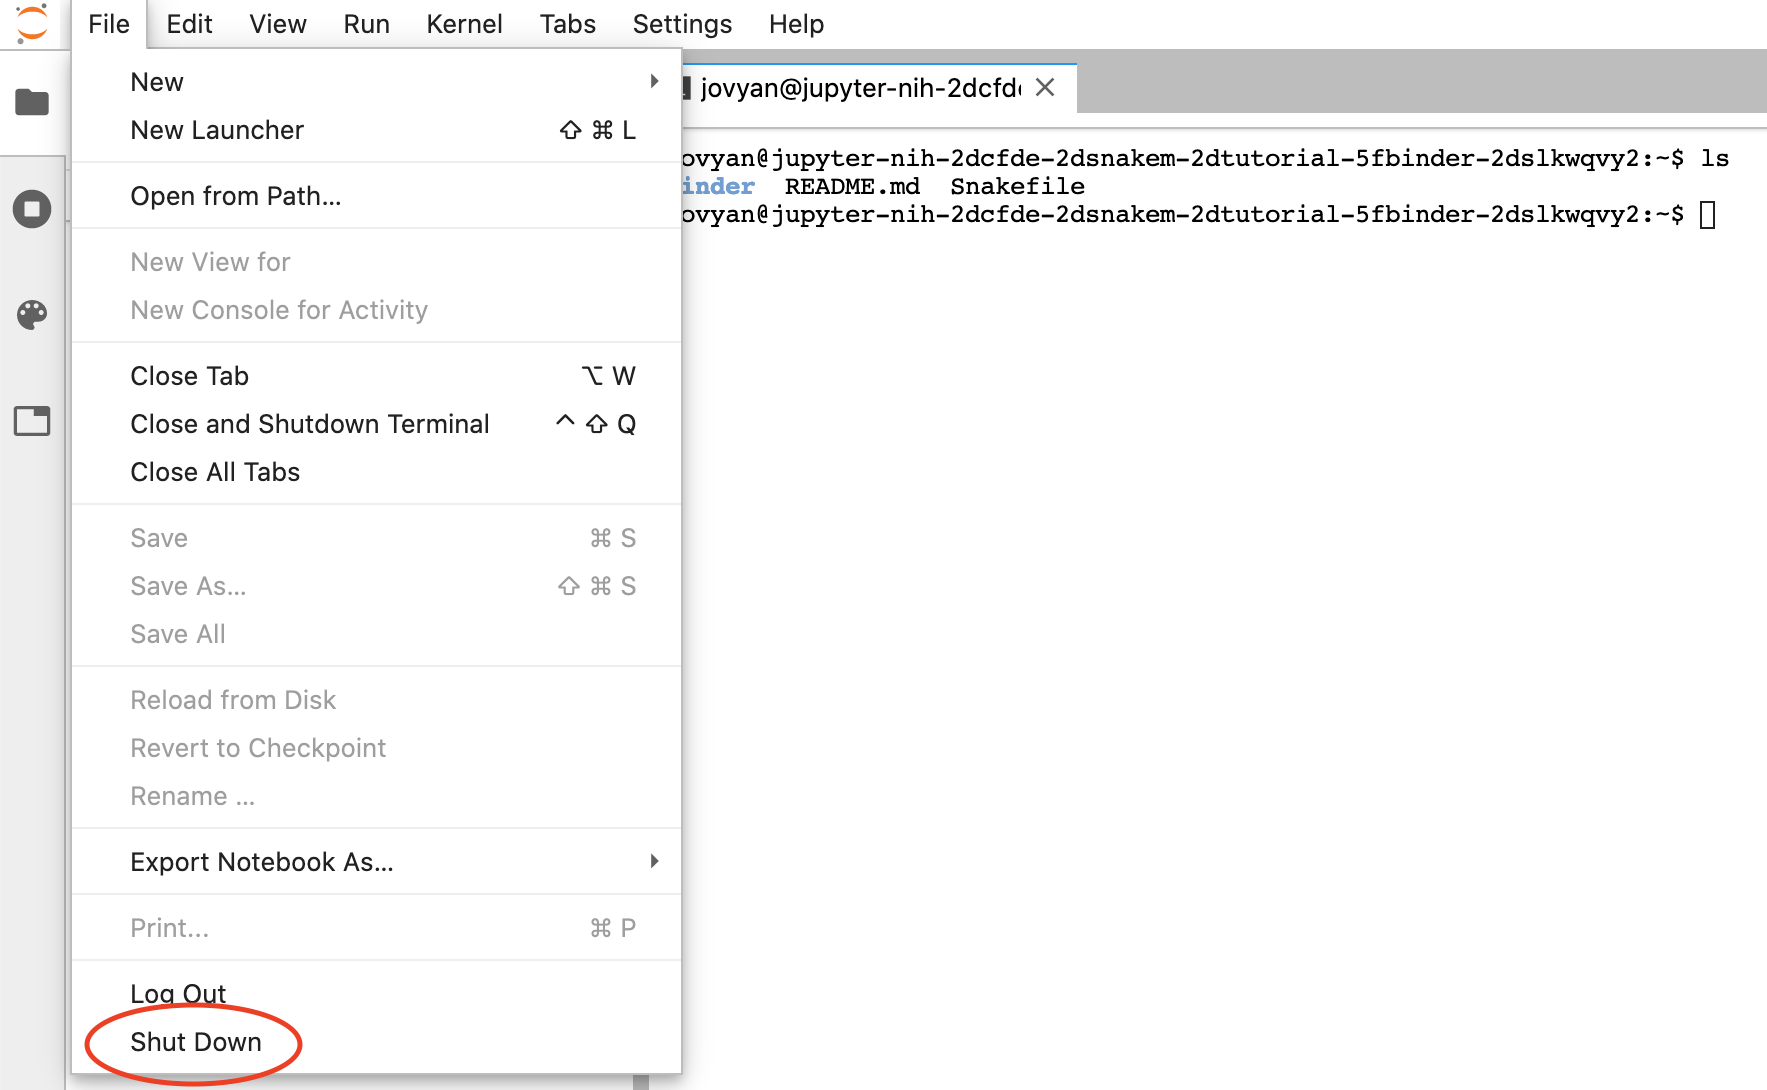 File Edit View Run Kernel Tabs Settings Help
New
New Launcher ⇧ ⌘ L
Open from Path...
New View for
New Console for Activity
Close Tab ⌥ W
Close and Shutdown Terminal ^ ⇧ Q
Close All Tabs
Save ⌘ S
Save As... ⇧ ⌘ S
Save All
Reload from Disk
Revert to Checkpoint
Rename ...
Export Notebook As...
Print... ⌘ P
Log Out
Shut Down
jovyan@jupyter-nih-2dcfd
ovyan@jupyter-nih-2dcfde-2dsnakem-2dtutorial-5fbinder-2dslkwqvy2:~$ ls
inder README.md Snakefile
ovyan@jupyter-nih-2dcfde-2dsnakem-2dtutorial-5fbinder-2dslkwqvy2:~$